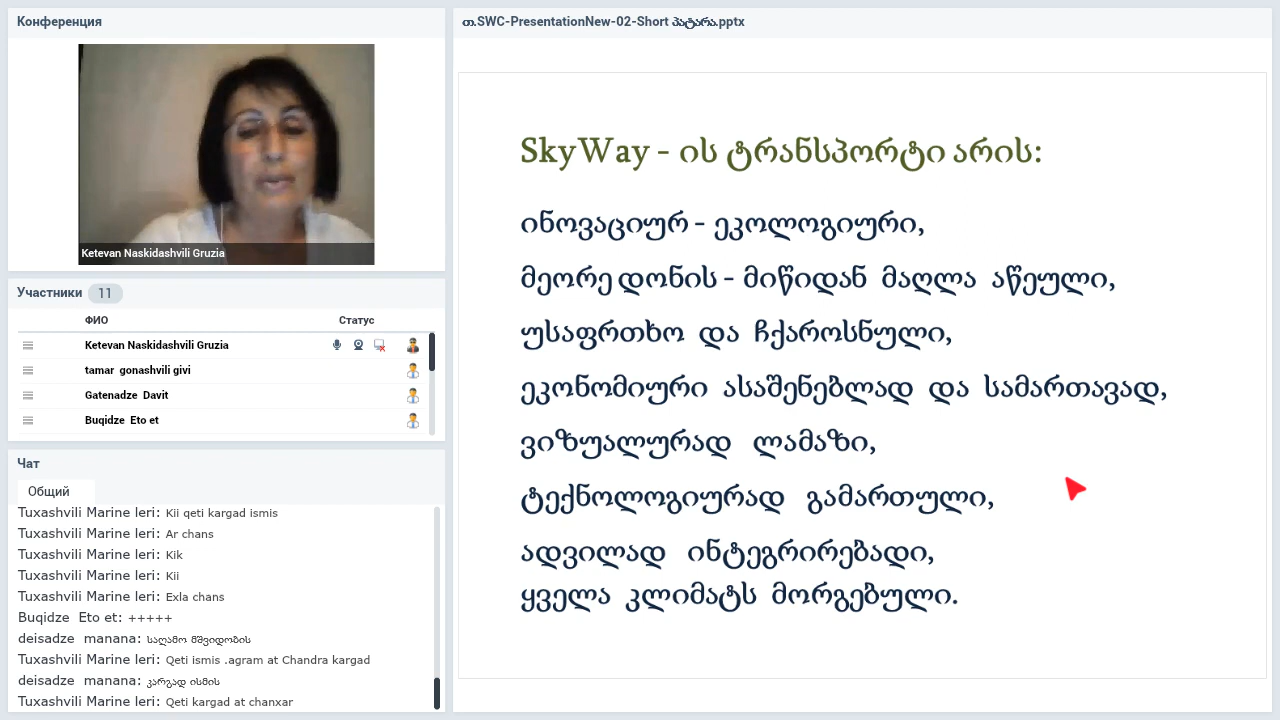 Конференция
Ketevan Naskidashvili Gruzia
Участники 11
ФИО Статус
Ketevan Naskidashvili Gruzia
tamar gonashvili givi
Gatenadze Davit
Buqidze Eto et
Чат
Общий
Tuxashvili Marine leri: Kii qeti kargad ismis
Tuxashvili Marine leri: Ar chans
Tuxashvili Marine leri: Kik
Tuxashvili Marine leri: Kii
Tuxashvili Marine leri: Exla chans
Buqidze Eto et: +++++
deisadze manana: საღამო მშვიდობის
Tuxashvili Marine leri: Qeti ismis .agram at Chandra kargad
deisadze manana: კარგად ისმის
Tuxashvili Marine leri: Qeti kargad at chanxar
თ.SWC-PresentationNew-02-Short პატარა.pptx
SkyWay - ის ტრანსპორტი არის:
ინოვაციურ - ეკოლოგიური,
მეორე დონის - მიწიდან მაღლა აწეული,
უსაფრთხო და ჩქაროსნული,
ეკონომიური ასაშენებლად და სამართავად,
ვიზუალურად ლამაზი,
ტექნოლოგიურად გამართული,
ადვილად ინტეგრირებადი,
ყველა კლიმატს მორგებული.